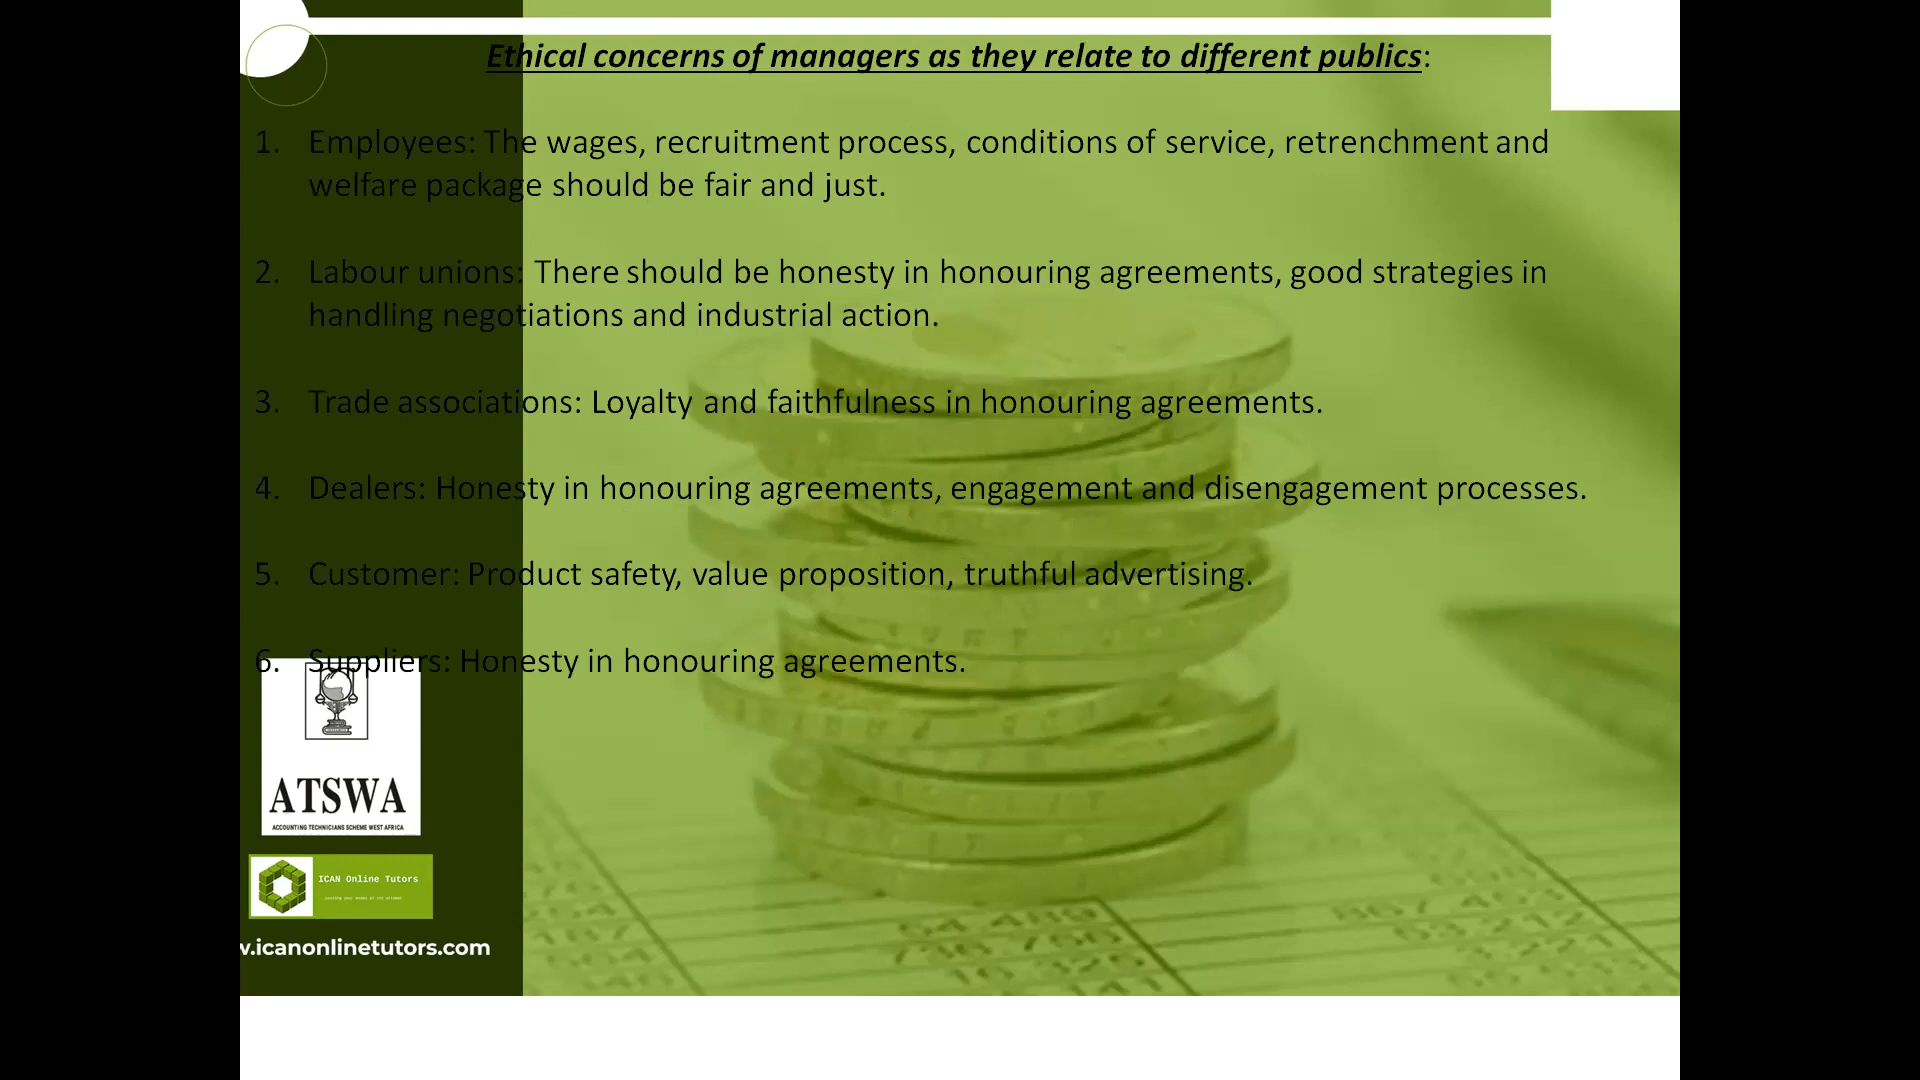 Ethical concerns of managers as they relate to different publics:
1. Employees: The wages, recruitment process, conditions of service, retrenchment and
welfare package should be fair and just.
2. Labour unions: There should be honesty in honouring agreements, good strategies in
handling negotiations and industrial action.
3. Trade associations: Loyalty and faithfulness in honouring agreements.
4. Dealers: Honesty in honouring agreements, engagement and disengagement processes.
5. Customer: Product safety, value proposition, truthful advertising.
6. Suppliers: Honesty in honouring agreements.
ATSWA
ACCOUNTING TECHNICIANS SCHEME WEST AFRICA
ICAN Online Tutors
w.icanonlinetutors.com